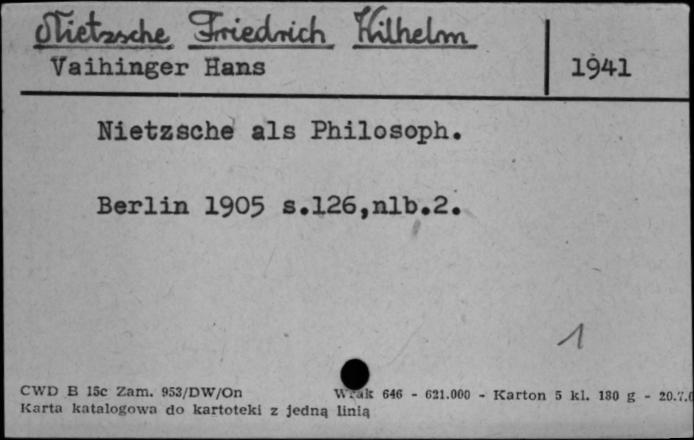 Nietzsche Friedrich Wilhelm
Vaihinger Hans
1941
Nietzsche als Philosoph.
Berlin 1905 s.126,nlb.2.
1
CWD B 15c Zam. 953/DW/On 646 - 621.000 - Karton 5 kl. 180 g - 20.7.6
Karta katalogowa do kartoteki z jedną linią